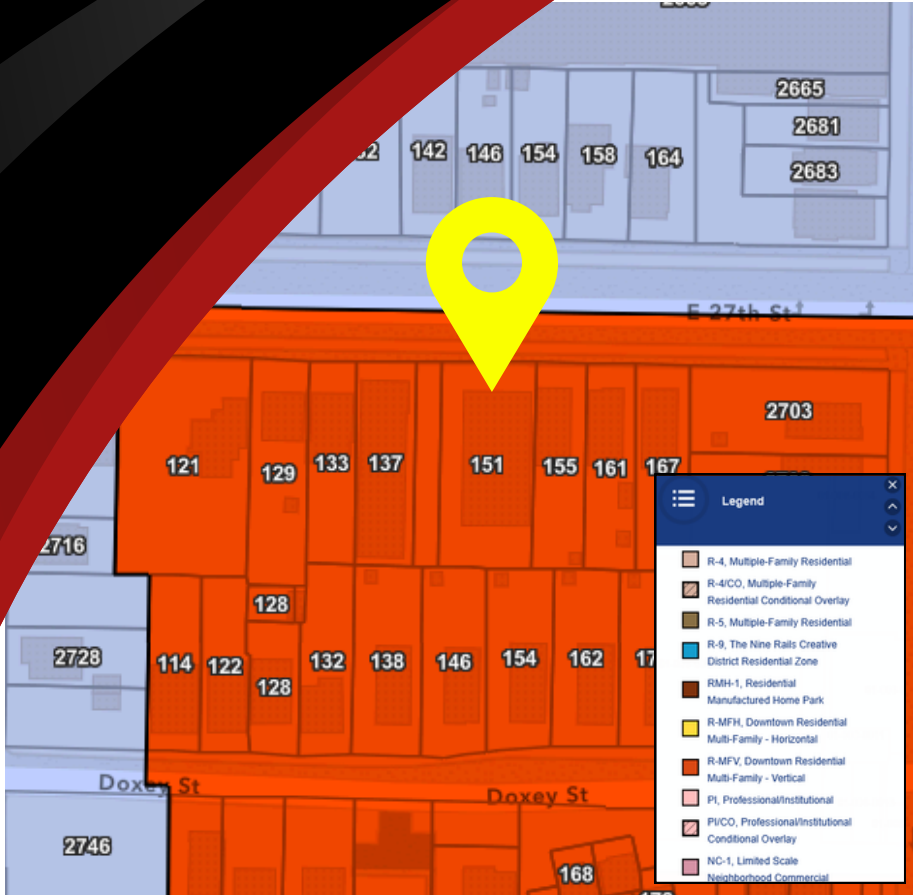 2665
2681
142
146
154
158
164
2683
E 27th St
2703
121
129
133
137
151
155
161
167
2716
Legend
R-4, Multiple-Family Residential
R-4/CO, Multiple-Family
Residential Conditional Overlay
R-5, Multiple-Family Residential
R-9, The Nine Rails Creative
District Residential Zone
RMH-1, Residential
Manufactured Home Park
R-MFH, Downtown Residential
Multi-Family - Horizontal
R-MFV, Downtown Residential
Multi-Family - Vertical
PI, Professional/Institutional
PI/CO, Professional/Institutional
Conditional Overlay
NC-1, Limited Scale
Neighborhood Commercial
128
2728
114
122
128
132
138
146
154
162
Doxey St
Doxey St
2746
168